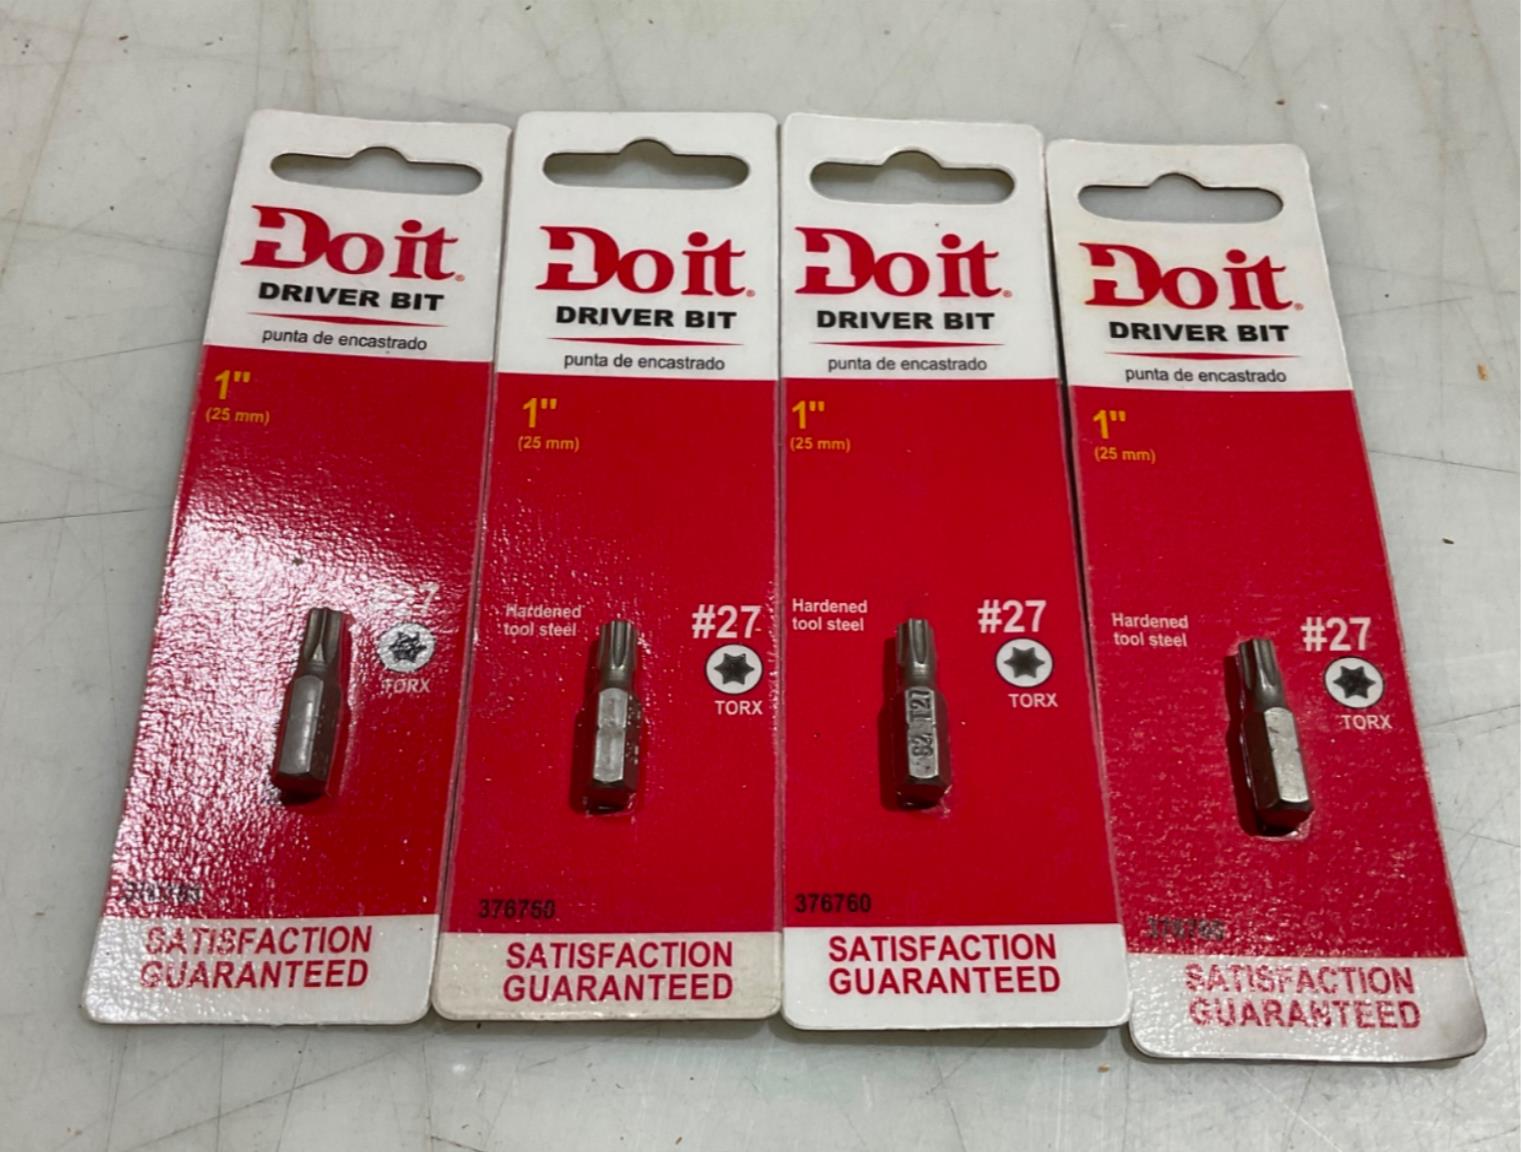 Do it®
DRIVER BIT
punta de encastrado
1"
(25 mm)
TORX
SATISFACTION
GUARANTEED
Do it®
DRIVER BIT
punta de encastrado
1"
(25 mm)
Hardened
tool steel
#27
TORX
376760
SATISFACTION
GUARANTEED
Do it®
DRIVER BIT
punta de encastrado
1"
(25 mm)
Hardened
tool steel
#27
TORX
T27
376760
SATISFACTION
GUARANTEED
Do it®
DRIVER BIT
punta de encastrado
1"
(25 mm)
Hardened
tool steel
#27
TORX
SATISFACTION
GUARANTEED